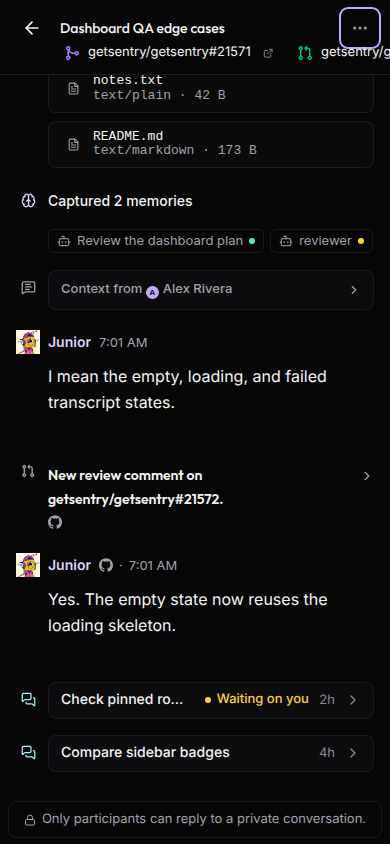 Dashboard QA edge cases
getsentry/getsentry#21571
getsentry/g
notes.txt
text/plain · 42 B
README.md
text/markdown · 173 B
Captured 2 memories
Review the dashboard plan
reviewer
Context from A Alex Rivera
Junior 7:01 AM
I mean the empty, loading, and failed
transcript states.
New review comment on
getsentry/getsentry#21572.
Junior · 7:01 AM
Yes. The empty state now reuses the
loading skeleton.
Check pinned ro... Waiting on you 2h
Compare sidebar badges 4h
Only participants can reply to a private conversation.